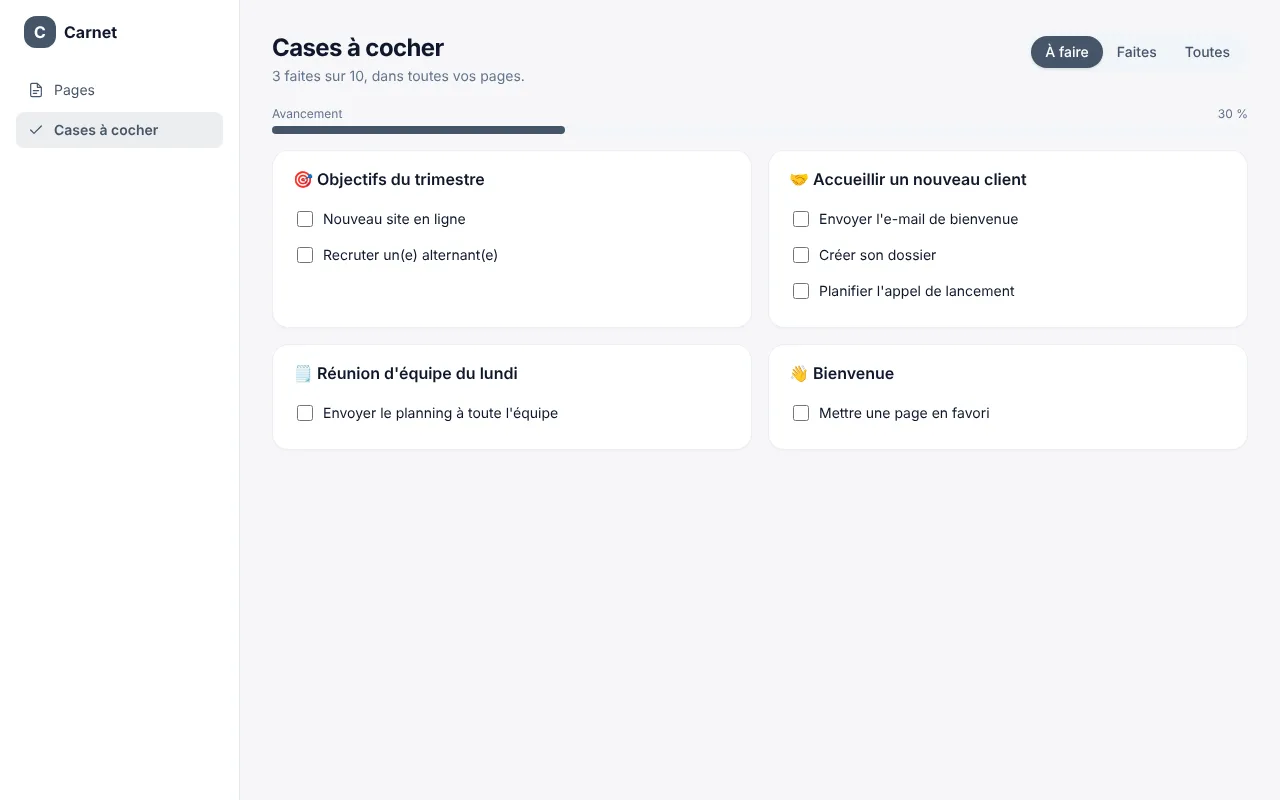 C Carnet
Pages
Cases à cocher
Cases à cocher
3 faites sur 10, dans toutes vos pages.
À faire Faites Toutes
Avancement 30 %
🎯 Objectifs du trimestre
Nouveau site en ligne
Recruter un(e) alternant(e)
🤝 Accueillir un nouveau client
Envoyer l'e-mail de bienvenue
Créer son dossier
Planifier l'appel de lancement
🗒️ Réunion d'équipe du lundi
Envoyer le planning à toute l'équipe
👋 Bienvenue
Mettre une page en favori